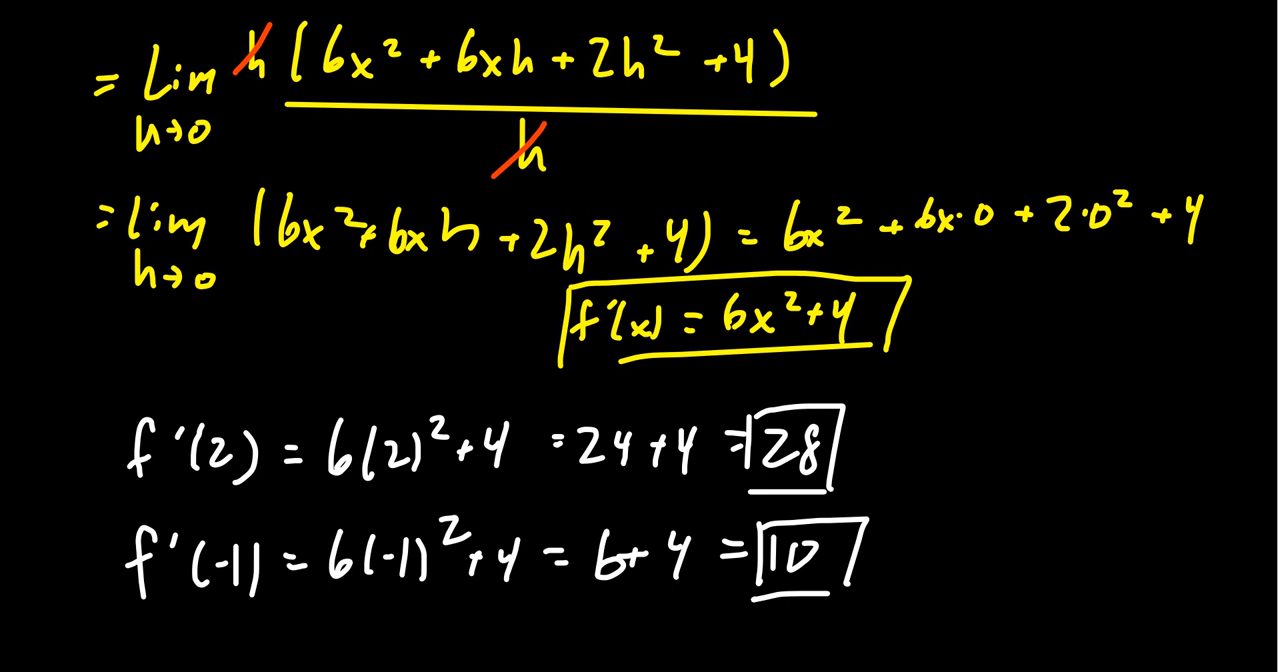 = lim h(6x² + 6xh + 2h² + 4)
h→0 h
= lim (6x² + 6xh + 2h² + 4) = 6x² + 6x·0 + 2·0² + 4
h→0
f'(x) = 6x² + 4
f'(2) = 6(2)² + 4 = 24 + 4 = 28
f'(-1) = 6(-1)² + 4 = 6 + 4 = 10